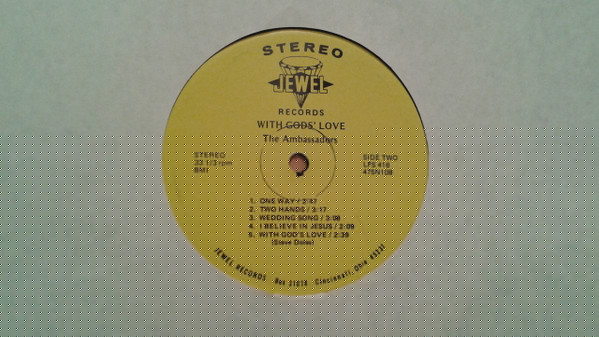 STEREO
JEWEL
RECORDS
WITH GODS' LOVE
The Ambassadors
STEREO
33 1/3 rpm
BMI
SIDE TWO
LPS 416
475N10B
1. ONE WAY / 2:47
2. TWO HANDS / 3:17
3. WEDDING SONG / 3:08
4. I BELIEVE IN JESUS / 2:09
5. WITH GOD'S LOVE / 2:39
(Steve Doles)
JEWEL RECORDS Box 31078 Cincinnati, Ohio 45231